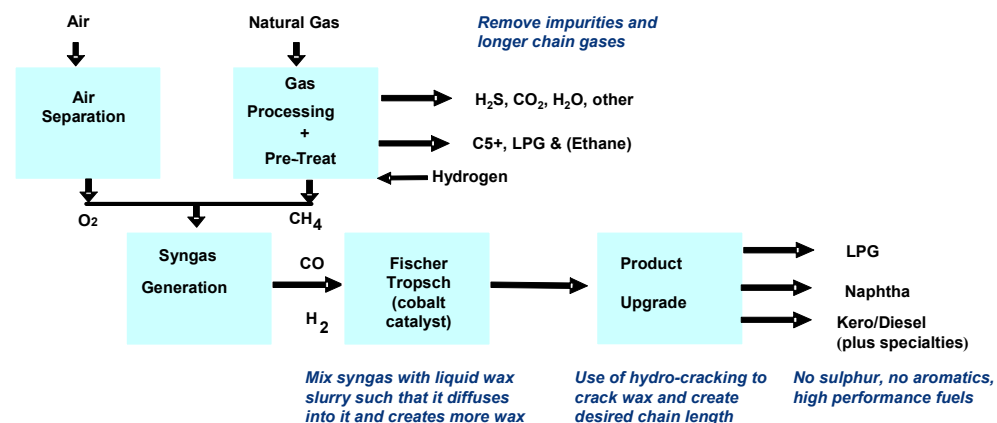 Air
Natural Gas
Remove impurities and
longer chain gases
Air
Separation
Gas
Processing
+
Pre-Treat
H₂S, CO₂, H₂O, other
C5+, LPG & (Ethane)
Hydrogen
O₂
CH₄
Syngas
Generation
CO
H₂
Fischer
Tropsch
(cobalt
catalyst)
Product
Upgrade
LPG
Naphtha
Kero/Diesel
(plus specialties)
Mix syngas with liquid wax
slurry such that it diffuses
into it and creates more wax
Use of hydro-cracking to
crack wax and create
desired chain length
No sulphur, no aromatics,
high performance fuels